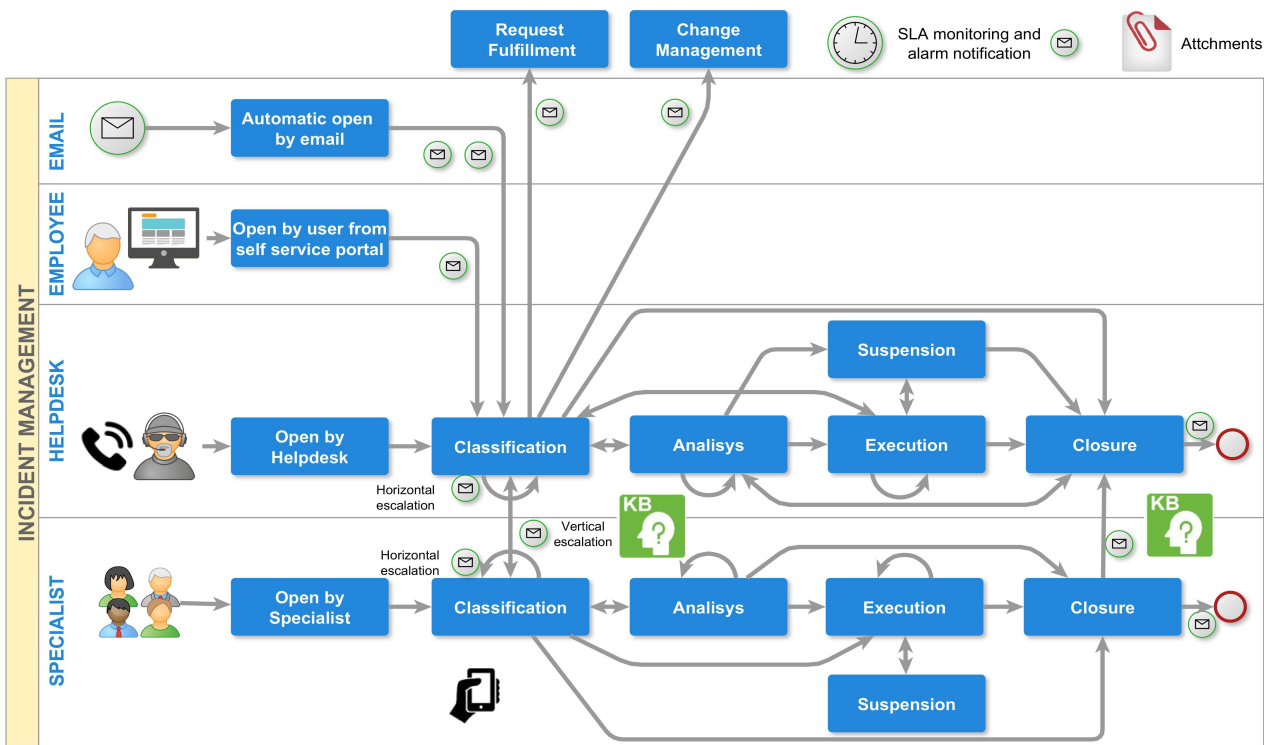 Request
Fulfillment
Change
Management
SLA monitoring and
alarm notification
Attchments
INCIDENT MANAGEMENT
EMAIL
Automatic open
by email
EMPLOYEE
Open by user from
self service portal
HELPDESK
Suspension
Open by
Helpdesk
Classification
Analisys
Execution
Closure
Horizontal
escalation
KB
?
KB
?
Vertical
escalation
Horizontal
escalation
SPECIALIST
Open by
Specialist
Classification
Analisys
Execution
Closure
Suspension